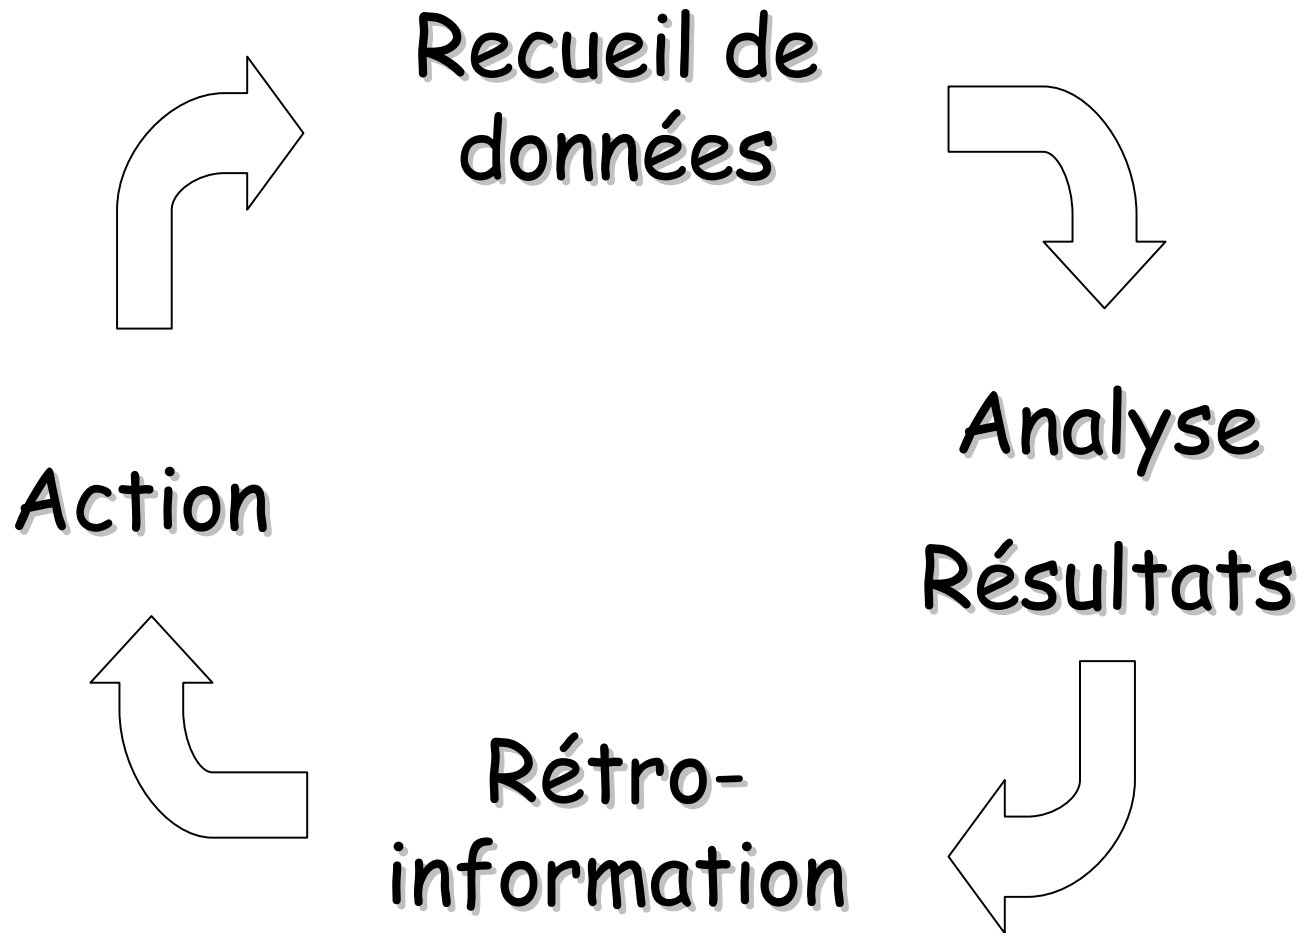 Recueil de
données
Analyse
Résultats
Rétro-
information
Action